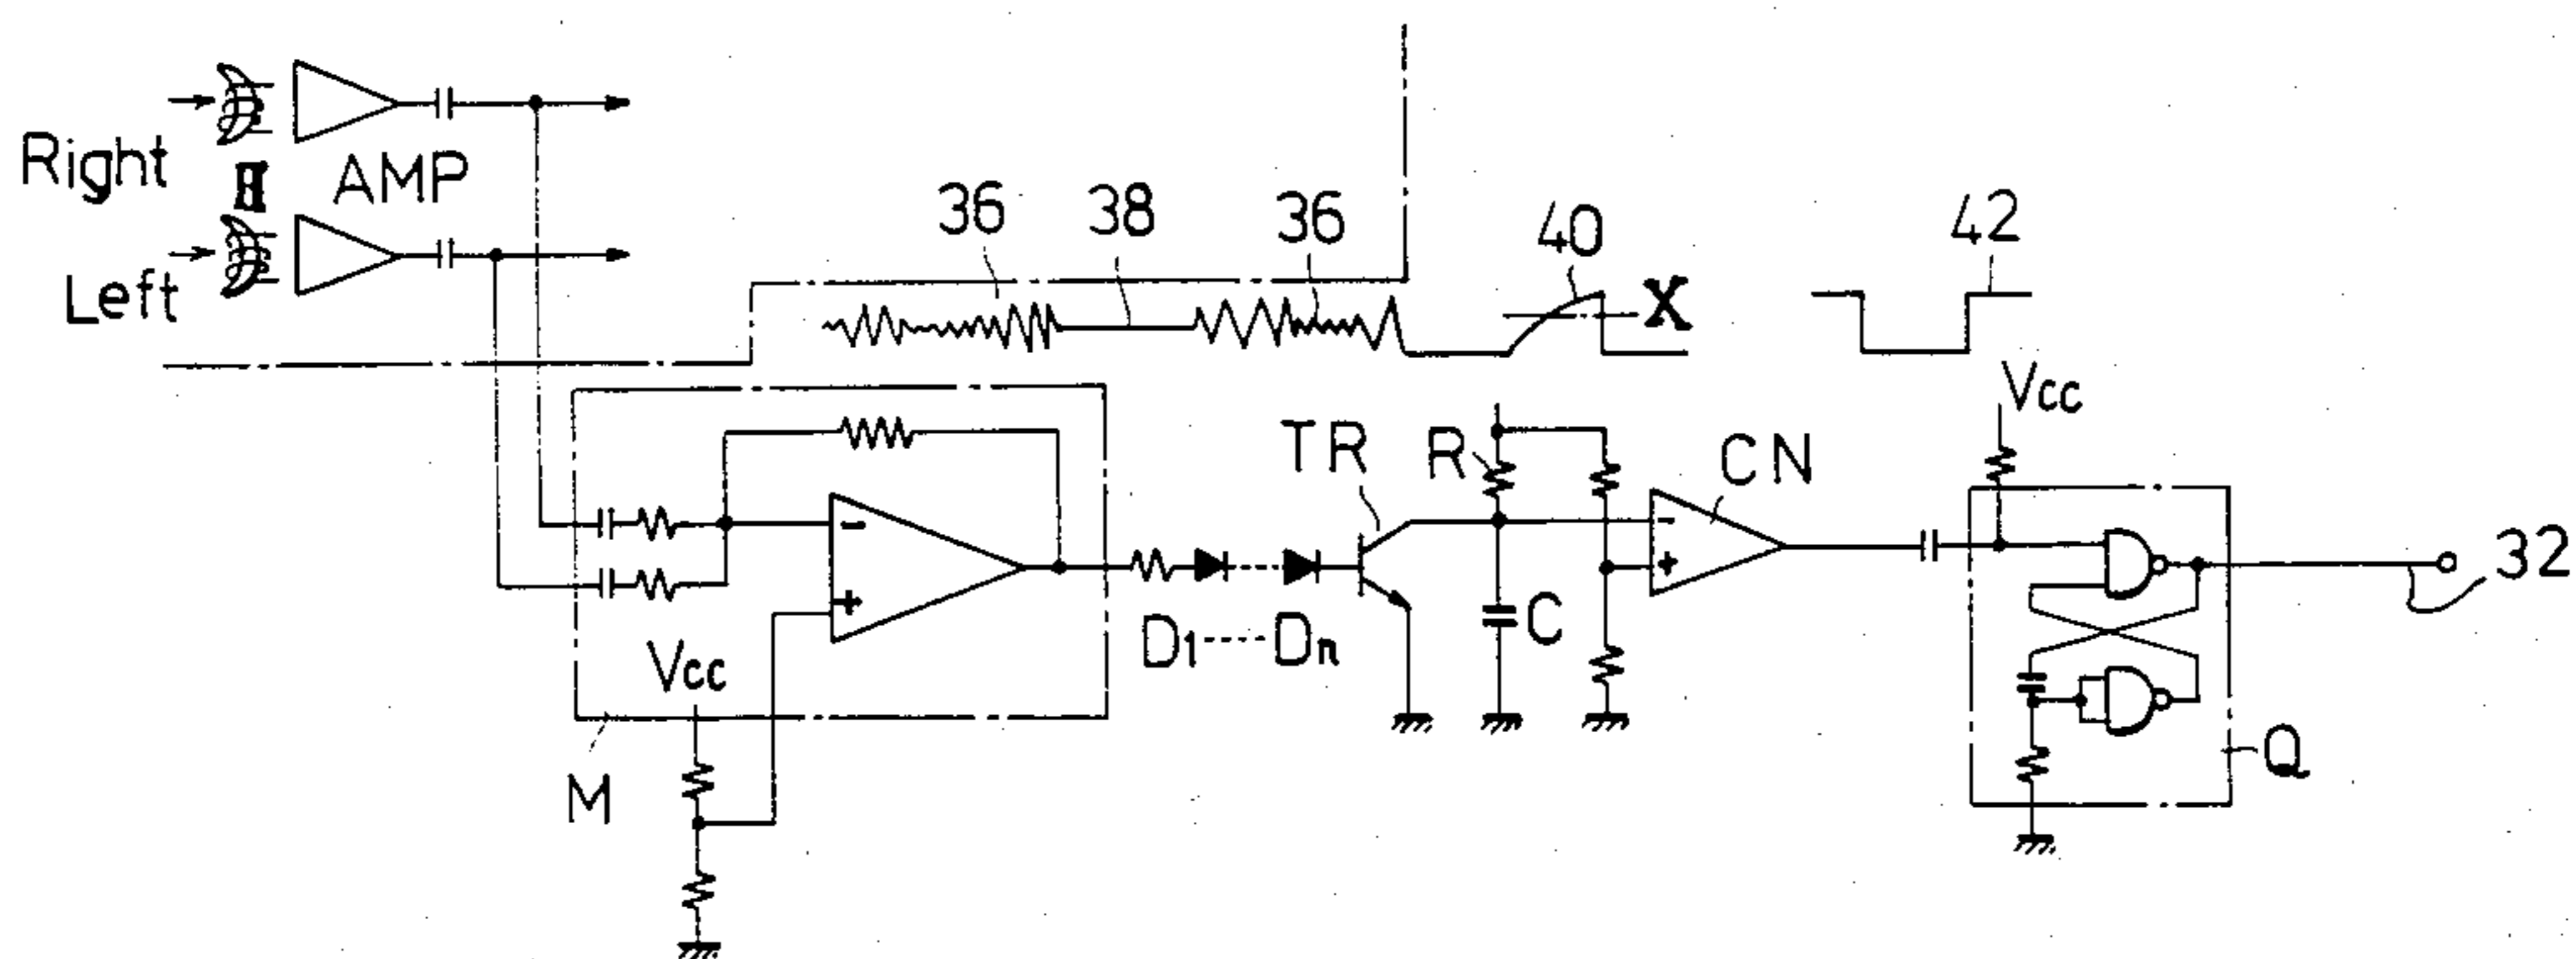 Right
H
AMP
Left
36
38
36
40
X
42
Vcc
TR
R
CN
-
+
-
+
32
D1-----Dn
C
Vcc
M
Q